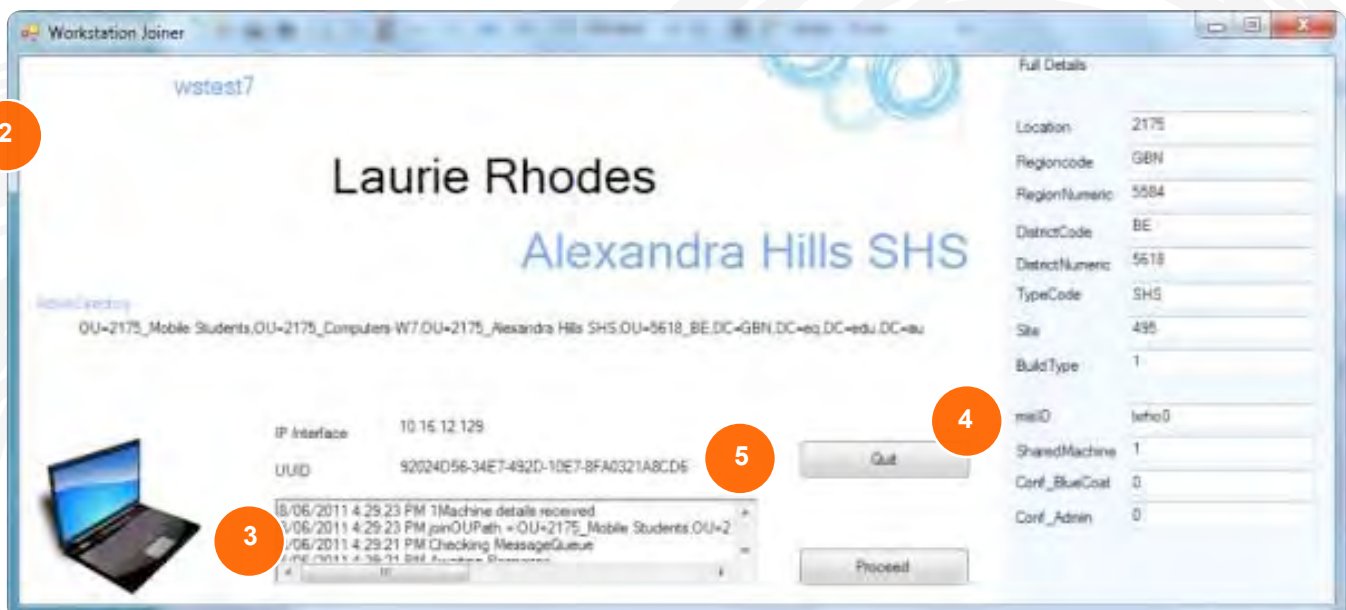 Workstation Joiner
wstest7
2
Laurie Rhodes
Alexandra Hills SHS
OU=2175_Mobile Students,OU=2175_Computers-W7,OU=2175_Alexandra Hills SHS,OU=5618_BE,DC=GBN,DC=eq,DC=edu,DC=au
IP Interface 10.16.12.129
UUID 92024D56-34E7-492D-10E7-8FA0321A8CD6
5
3
8/06/2011 4:29:23 PM 1Machine details received
/06/2011 4:29:23 PM joinOUPath = OU=2175_Mobile Students,OU=2
/06/2011 4:29:21 PM Checking MessageQueue
Quit
4
Proceed
Full Details
Location 2175
Regioncode GBN
RegionNumeric 5584
DistrictCode BE
DistrictNumeric 5618
TypeCode SHS
Site 495
BuildType 1
misID
SharedMachine 1
Conf_BlueCoat 0
Conf_Admin 0